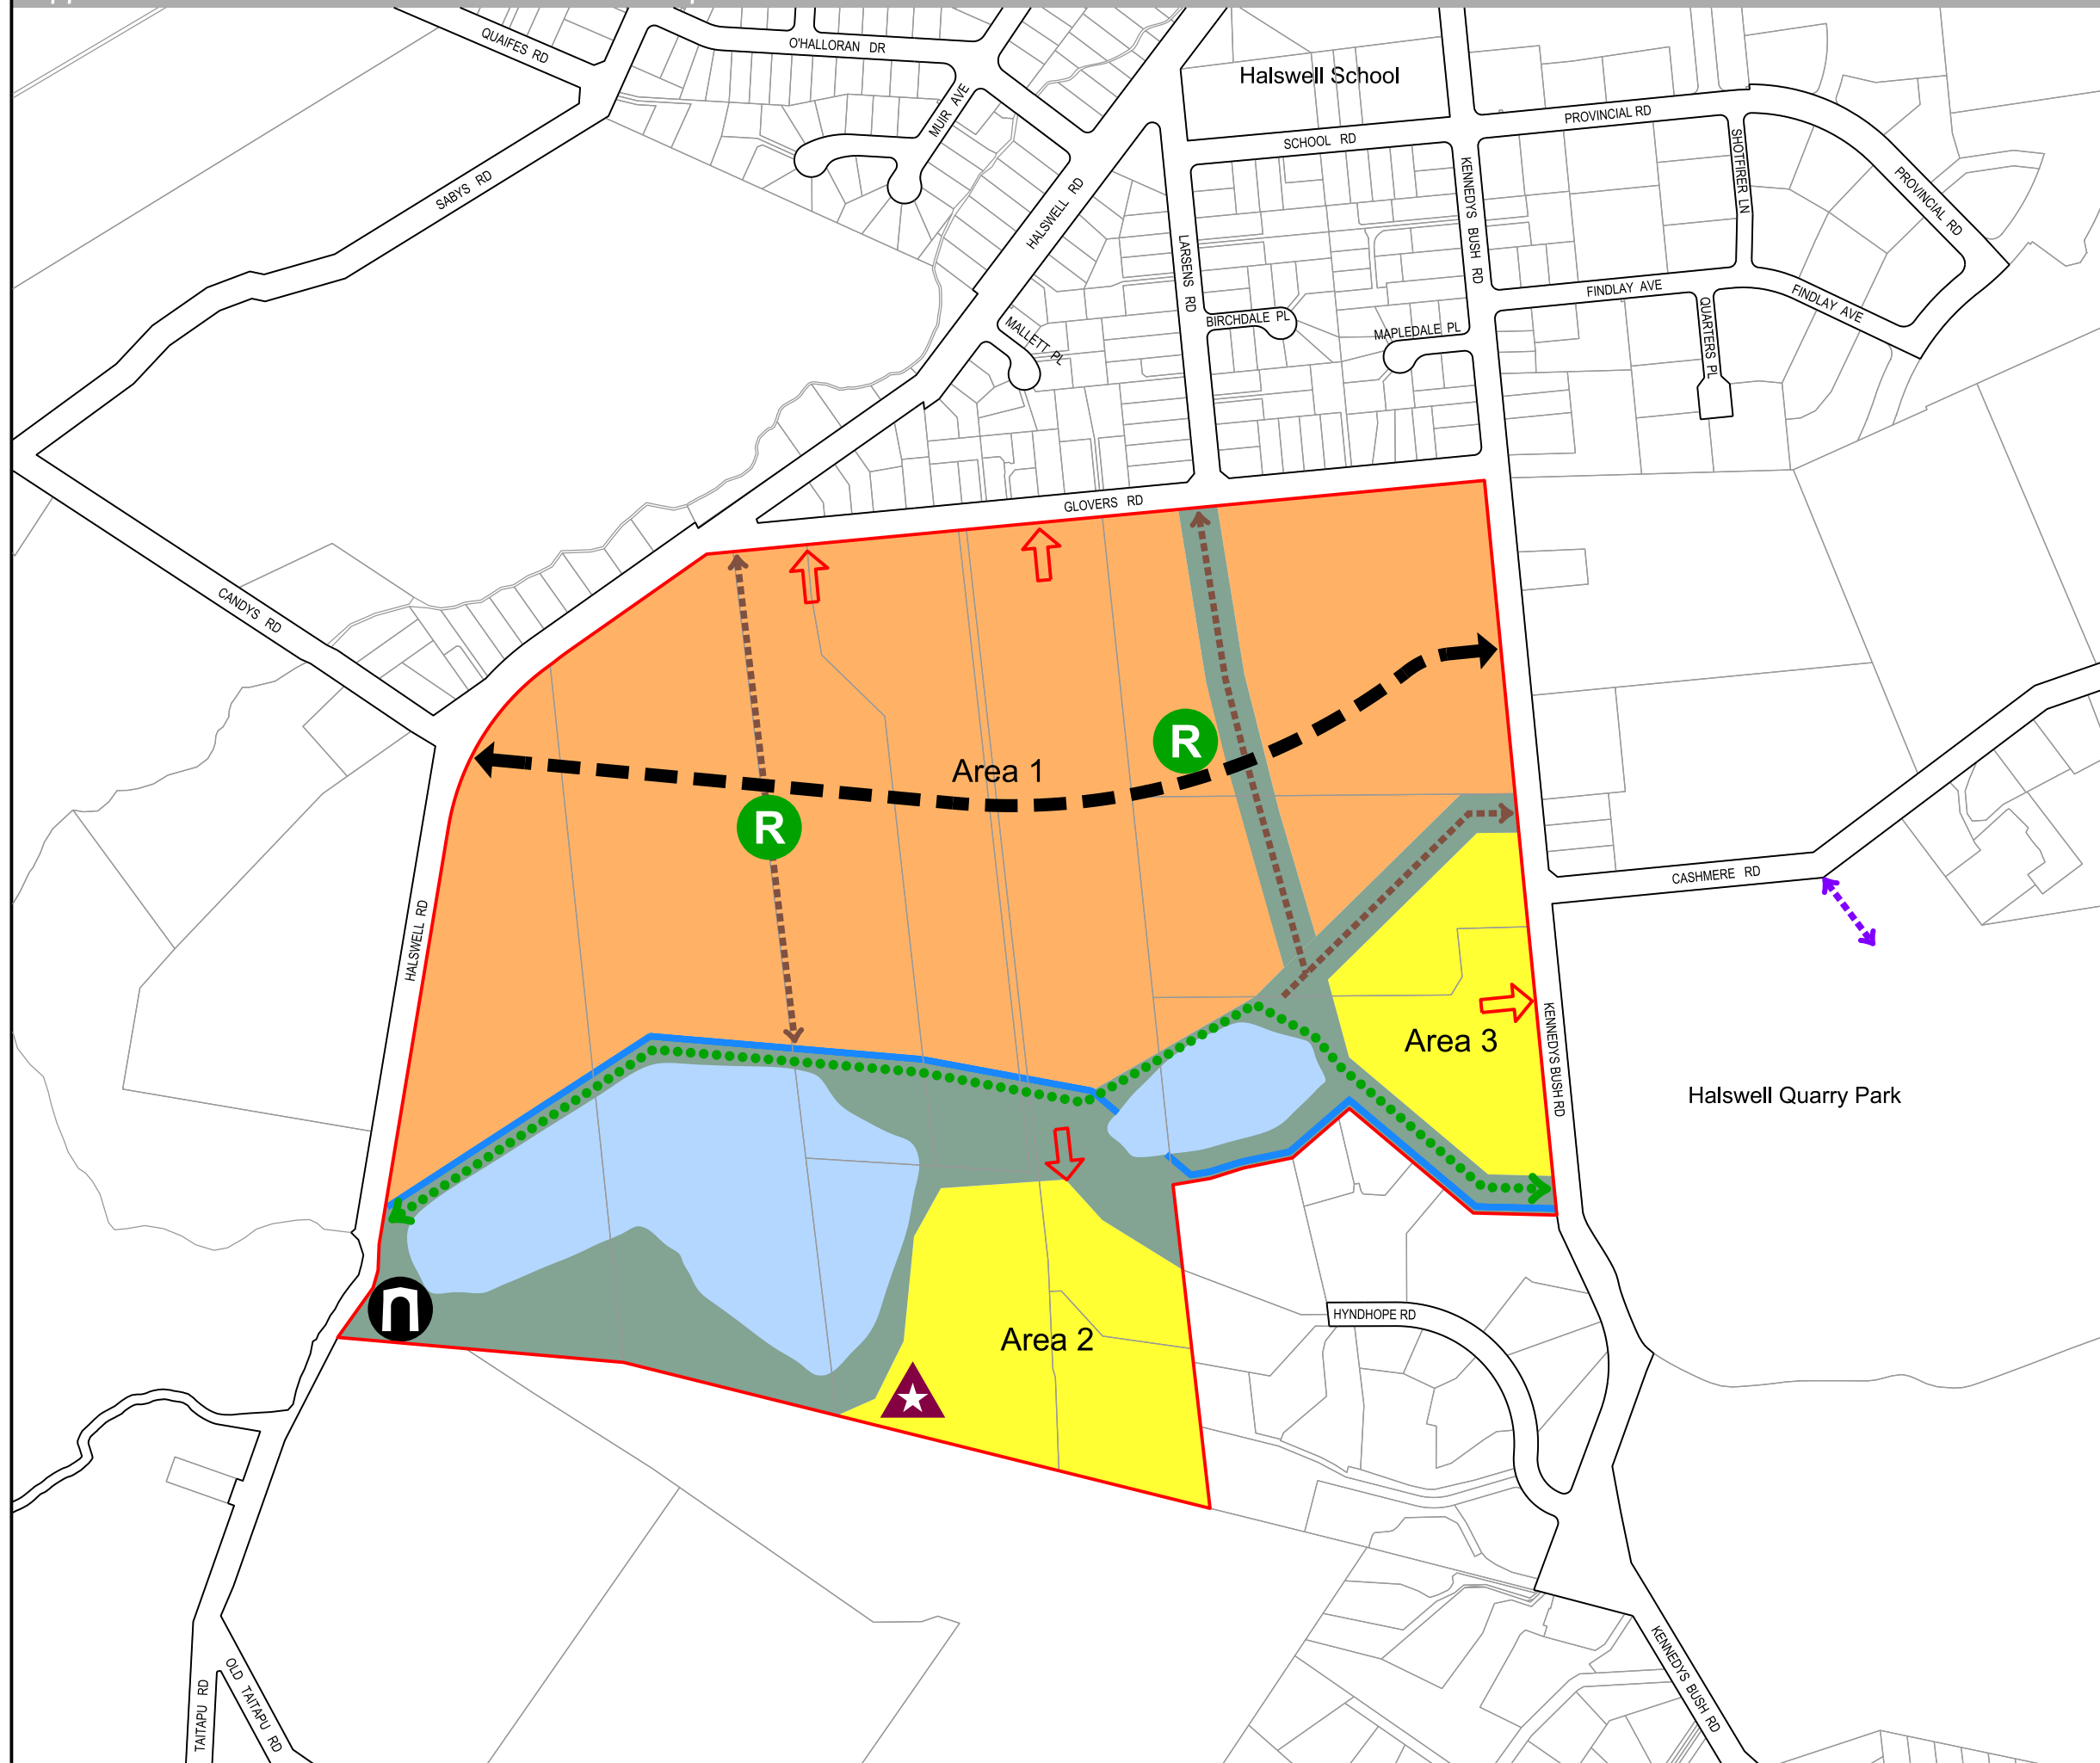 QUAIFES RD
O'HALLORAN DR
Halswell School
MUIR AVE
PROVINCIAL RD
SCHOOL RD
SHOTFIRER LN
SABYS RD
KENNEDYS BUSH RD
PROVINCIAL RD
HALSWELL RD
LARSENS RD
FINDLAY AVE
FINDLAY AVE
BIRCHDALE PL
MAPLEDALE PL
MALLETT PL
QUARTERS PL
GLOVERS RD
CANDYS RD
R
Area 1
R
CASHMERE RD
HALSWELL RD
Area 3
KENNEDYS BUSH RD
Halswell Quarry Park
HYNDHOPE RD
Area 2
KENNEDYS BUSH RD
TAITAPU RD
OLD TAITAPU RD